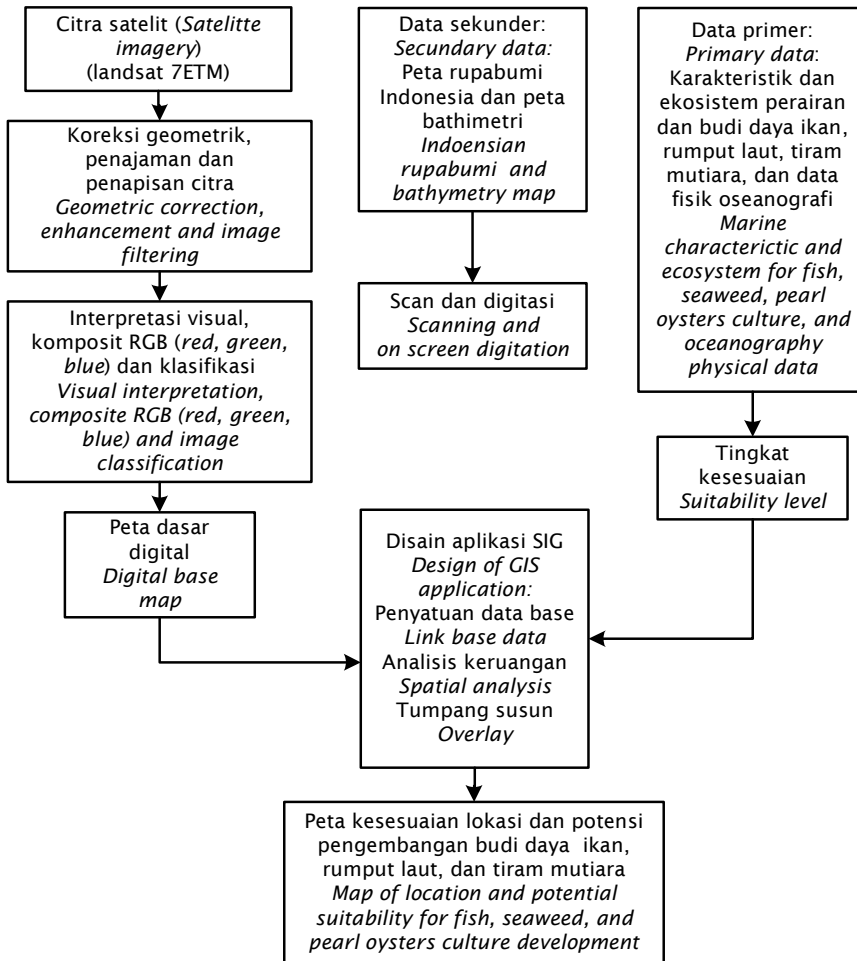 Citra satelit (Satelitte
imagery)
(landsat 7ETM)
Koreksi geometrik,
penajaman dan
penapisan citra
Geometric correction,
enhancement and image
filtering
Interpretasi visual,
komposit RGB (red, green,
blue) dan klasifikasi
Visual interpretation,
composite RGB (red, green,
blue) and image
classification
Peta dasar
digital
Digital base
map
Data sekunder:
Secundary data:
Peta rupabumi
Indonesia dan peta
bathimetri
Indoensian
rupabumi and
bathymetry map
Scan dan digitasi
Scanning and
on screen digitation
Data primer:
Primary data:
Karakteristik dan
ekosistem perairan
dan budi daya ikan,
rumput laut, tiram
mutiara, dan data
fisik oseanografi
Marine
characterictic and
ecosystem for fish,
seaweed, pearl
oysters culture, and
oceanography
physical data
Tingkat
kesesuaian
Suitability level
Disain aplikasi SIG
Design of GIS
application:
Penyatuan data base
Link base data
Analisis keruangan
Spatial analysis
Tumpang susun
Overlay
Peta kesesuaian lokasi dan potensi
pengembangan budi daya ikan,
rumput laut, dan tiram mutiara
Map of location and potential
suitability for fish, seaweed, and
pearl oysters culture development